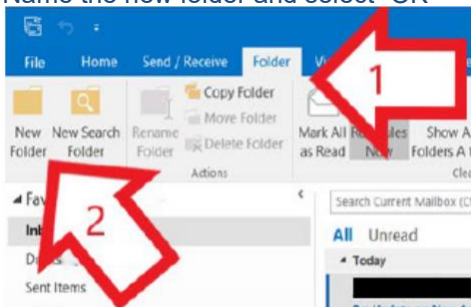 Name the new folder and select "OK"
File Home Send / Receive Folder
1
Copy Folder
Move Folder
Delete Folder
New Folder
New Search Folder
Rename Folder
Mark All as Read
Now
Show A
Folders A t
Actions
Cle
2
Search Current Mailbox (C
All Unread
Today
Sent Items